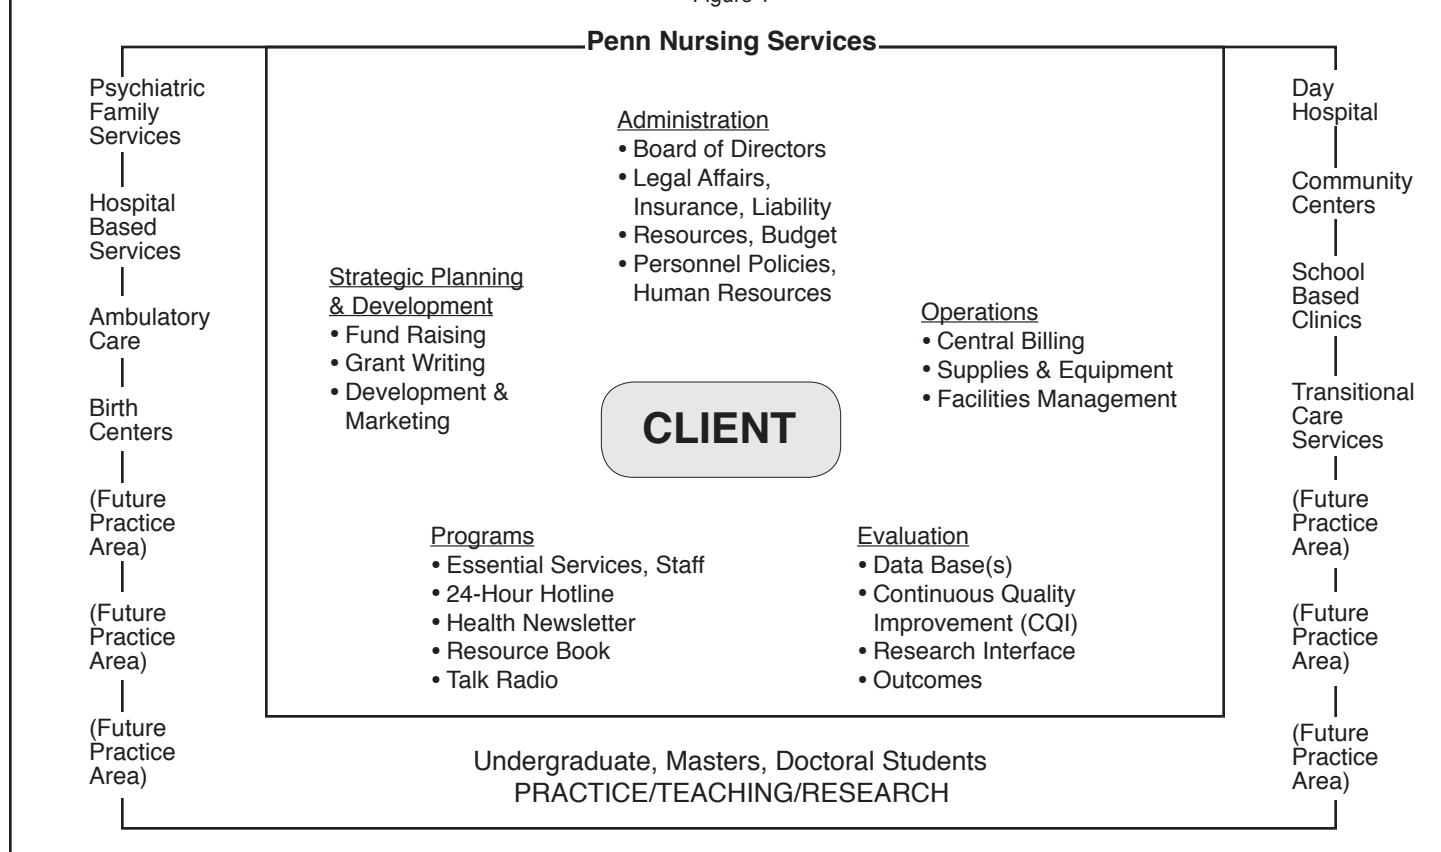 Penn Nursing Services
Psychiatric
Family
Services
Hospital
Based
Services
Ambulatory
Care
Birth
Centers
(Future
Practice
Area)
(Future
Practice
Area)
(Future
Practice
Area)
Administration
• Board of Directors
• Legal Affairs,
Insurance, Liability
• Resources, Budget
• Personnel Policies,
Human Resources
Strategic Planning
& Development
• Fund Raising
• Grant Writing
• Development &
Marketing
Operations
• Central Billing
• Supplies & Equipment
• Facilities Management
CLIENT
Programs
• Essential Services, Staff
• 24-Hour Hotline
• Health Newsletter
• Resource Book
• Talk Radio
Evaluation
• Data Base(s)
• Continuous Quality
Improvement (CQI)
• Research Interface
• Outcomes
Day
Hospital
Community
Centers
School
Based
Clinics
Transitional
Care
Services
(Future
Practice
Area)
(Future
Practice
Area)
(Future
Practice
Area)
Undergraduate, Masters, Doctoral Students
PRACTICE/TEACHING/RESEARCH